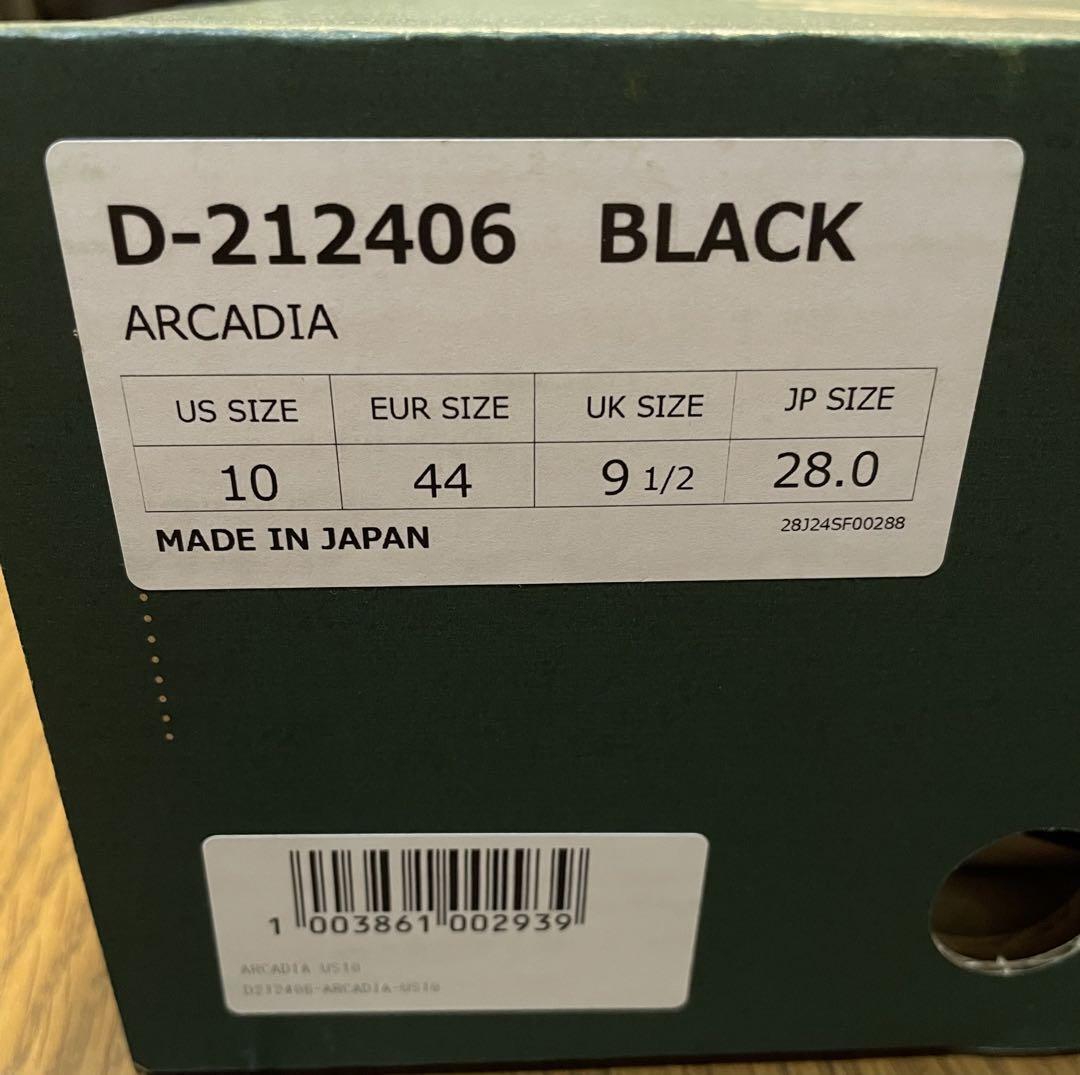 D-212406 BLACK
ARCADIA
US SIZE EUR SIZE UK SIZE JP SIZE
10 44 9 1/2 28.0
MADE IN JAPAN 28J24SF00288
1 003861 002939
ARCADIA US10
D212406-ARCADIA-US10